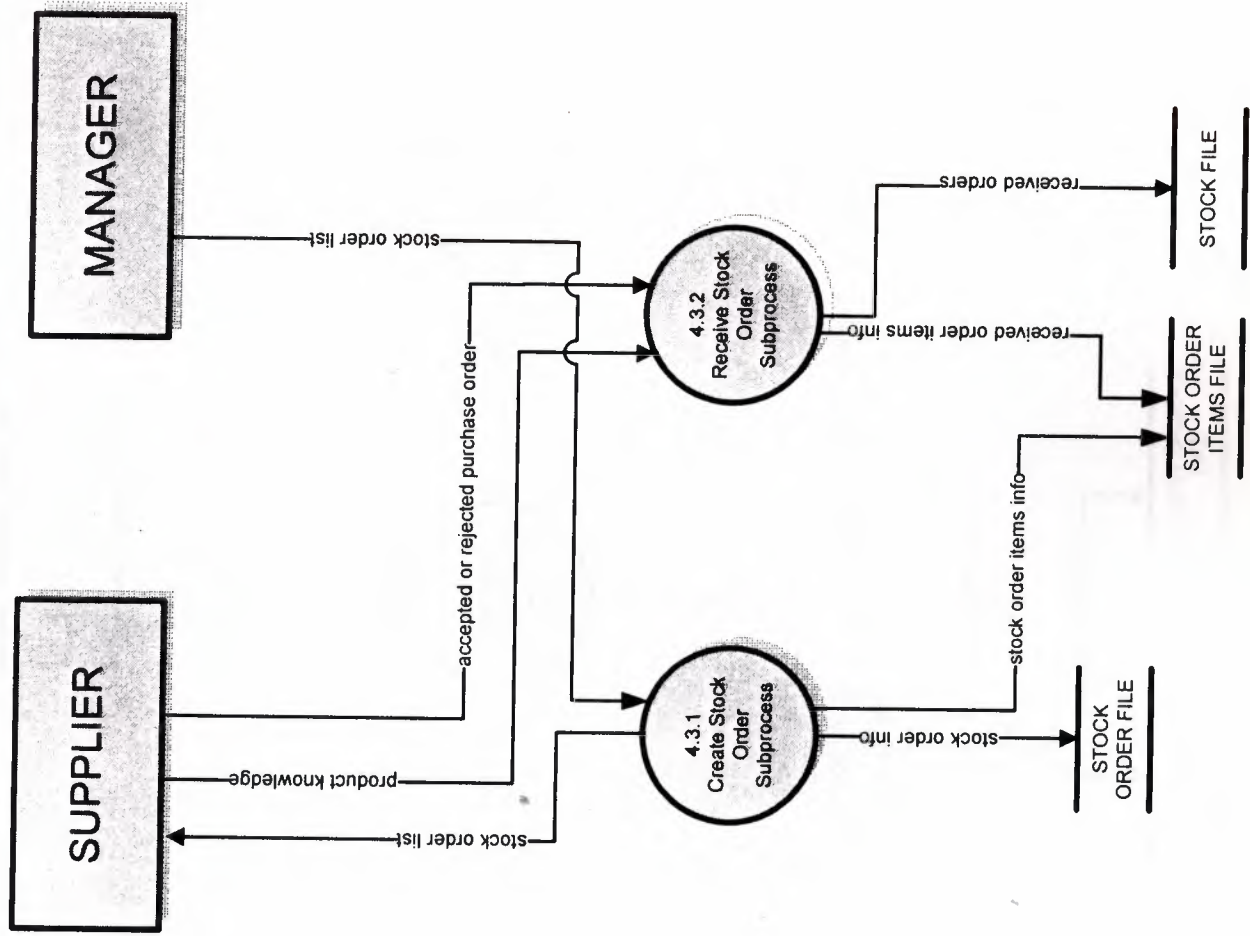 SUPPLIER
MANAGER
stock order list
product knowledge
accepted or rejected purchase order
stock order list
4.3.1
Create Stock
Order
Subprocess
4.3.2
Receive Stock
Order
Subprocess
stock order info
stock order items info
received order items info
received orders
STOCK
ORDER FILE
STOCK ORDER
ITEMS FILE
STOCK FILE